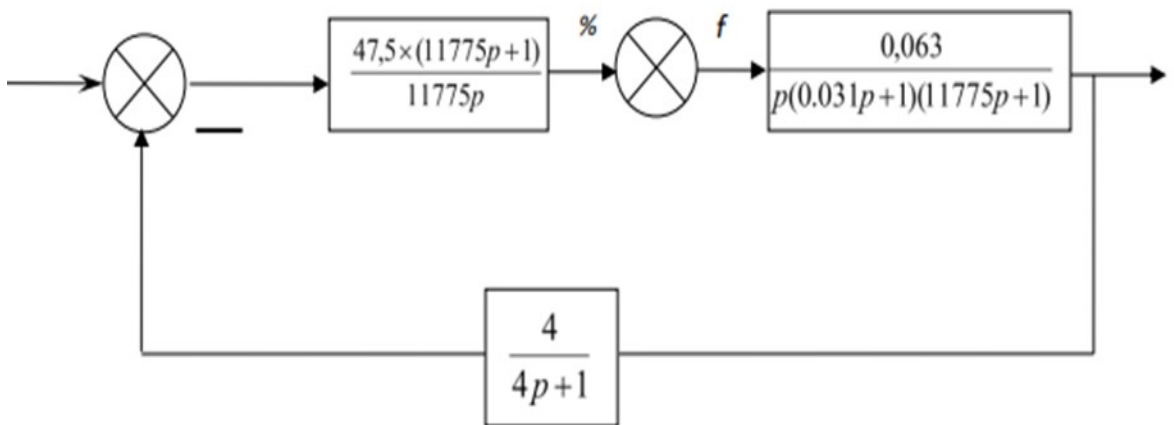 47,5×(11775p+1)
11775p
%
f
0,063
p(0.031p+1)(11775p+1)
—
4
4p+1